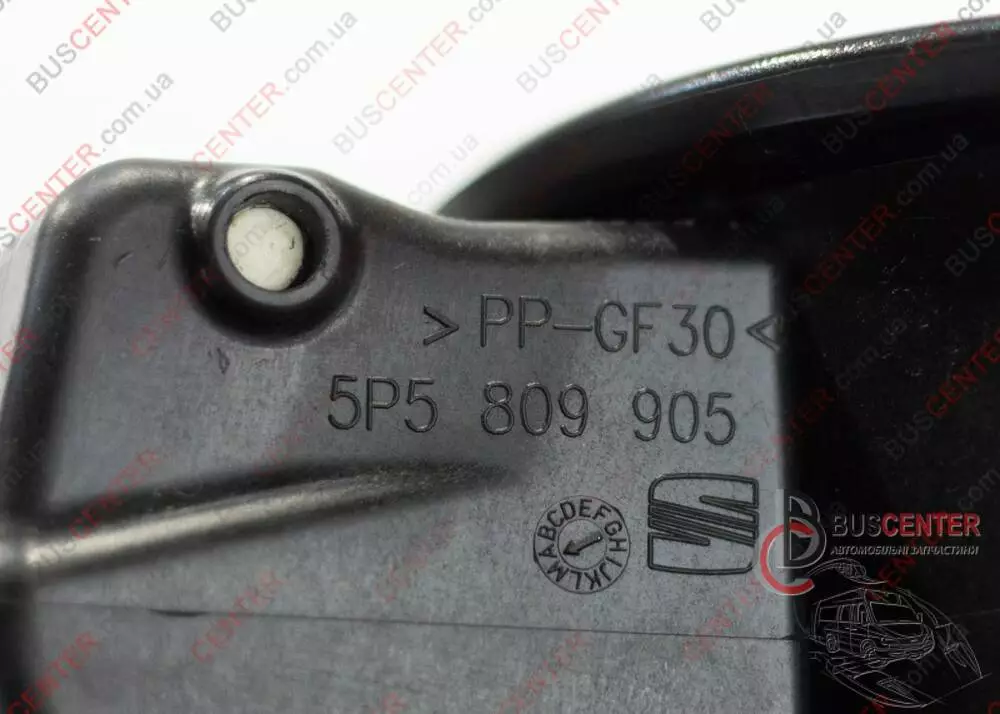 > PP-GF30 <
5P5 809 905
ABCDEFGHIJKLM
BUSCENTER
АВТОМОБІЛЬНІ ЗАПЧАСТИНИ
BUSCENTER.com.ua